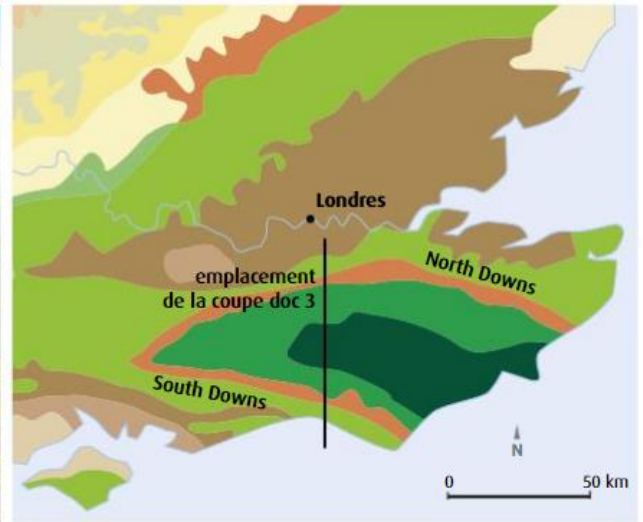 Londres
North Downs
emplacement
de la coupe doc 3
South Downs
N
0 50 km